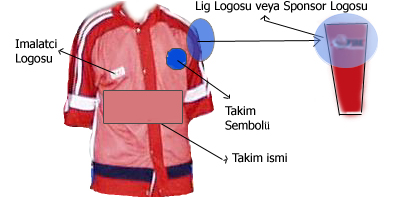 Lig Logosu veya Sponsor Logosu
Imalatci
Logosu
Takim
Sembolü
Takim ismi